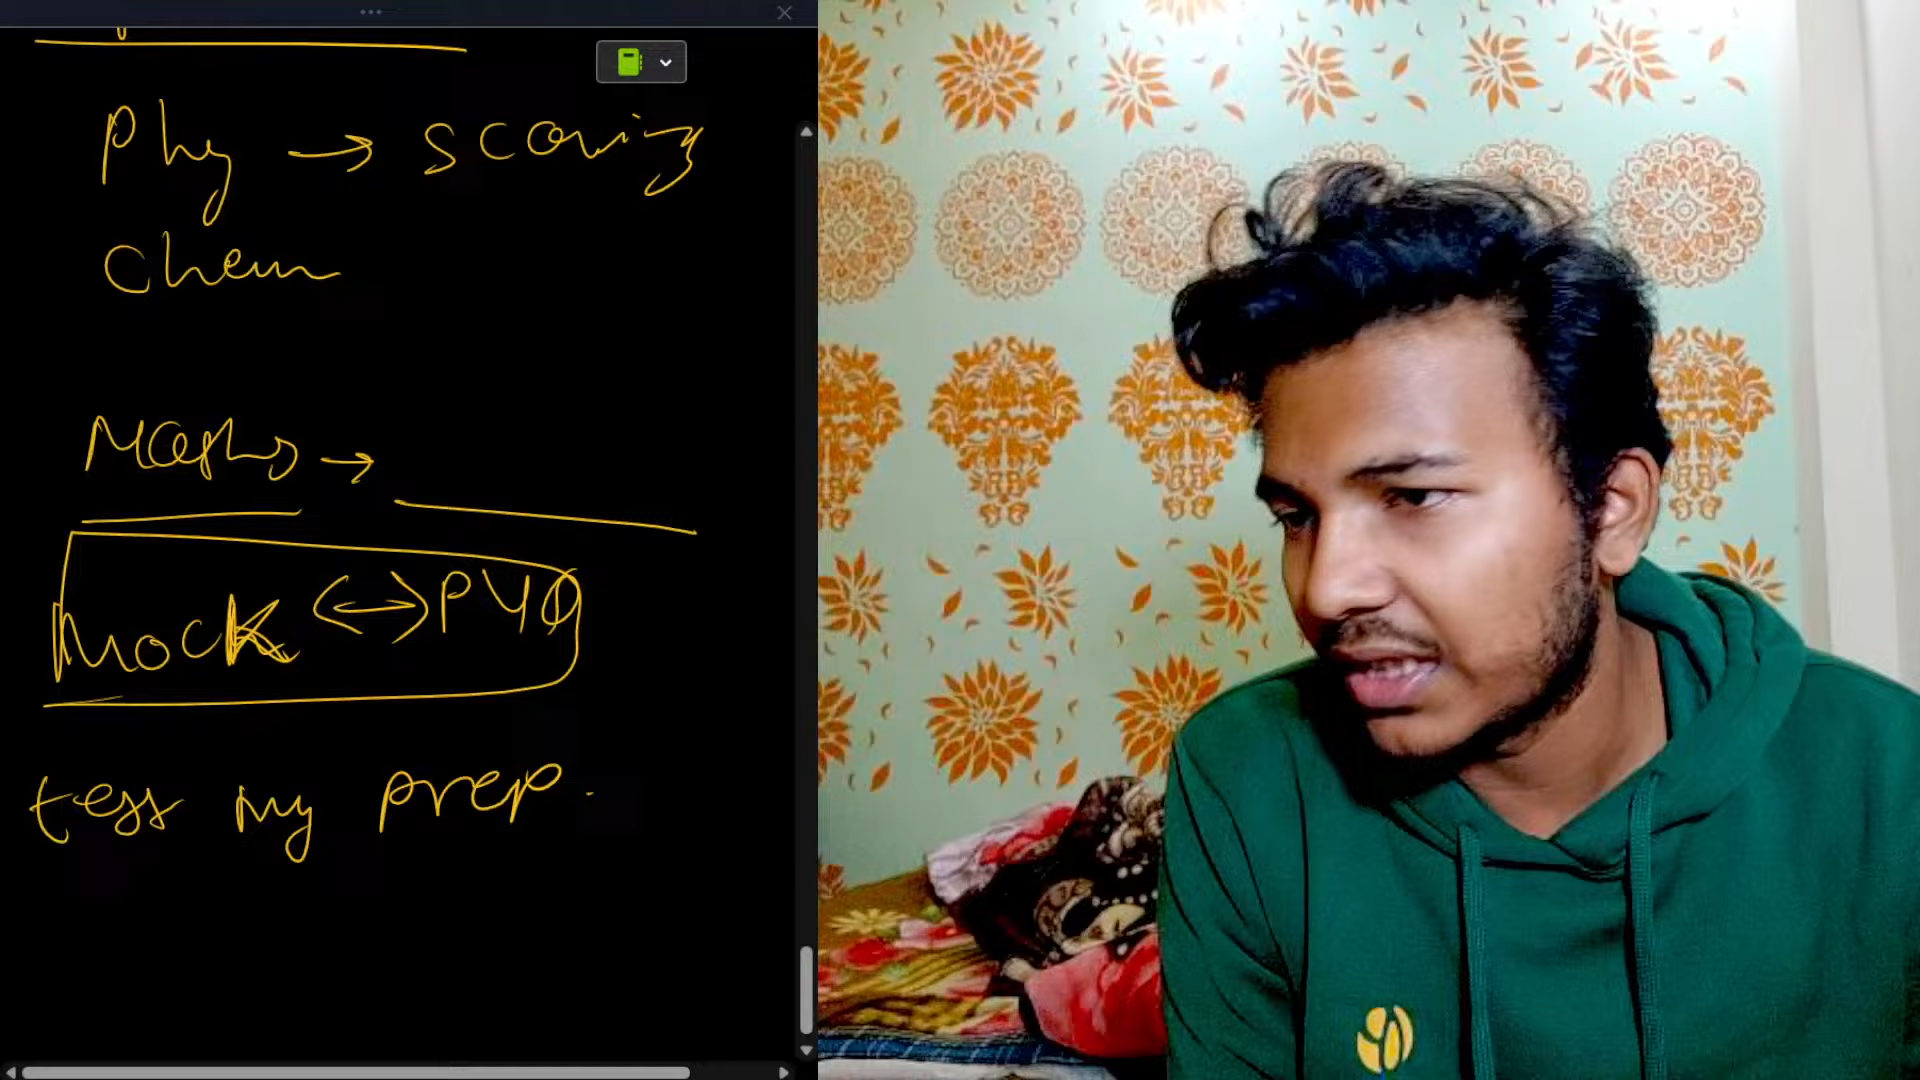 Phy → scoring
Chem
Maths →
Mock <-> PYQ
test my prep.